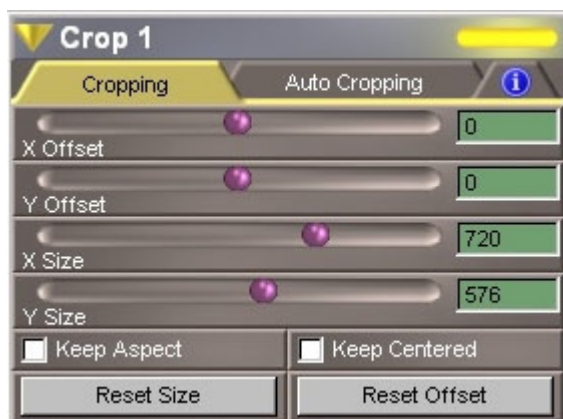 Crop 1
Cropping Auto Cropping i
0
X Offset
0
Y Offset
720
X Size
576
Y Size
Keep Aspect Keep Centered
Reset Size Reset Offset